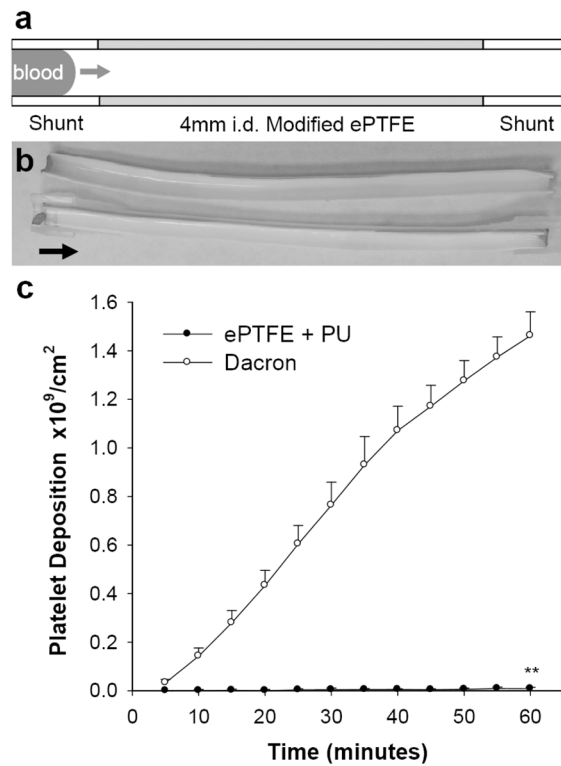 a
blood
Shunt 4mm i.d. Modified ePTFE Shunt
b
c
1.6
1.4
1.2
1.0
0.8
0.6
0.4
0.2
0.0
Platelet Deposition x10⁹/cm²
ePTFE + PU
Dacron
**
0 10 20 30 40 50 60
Time (minutes)